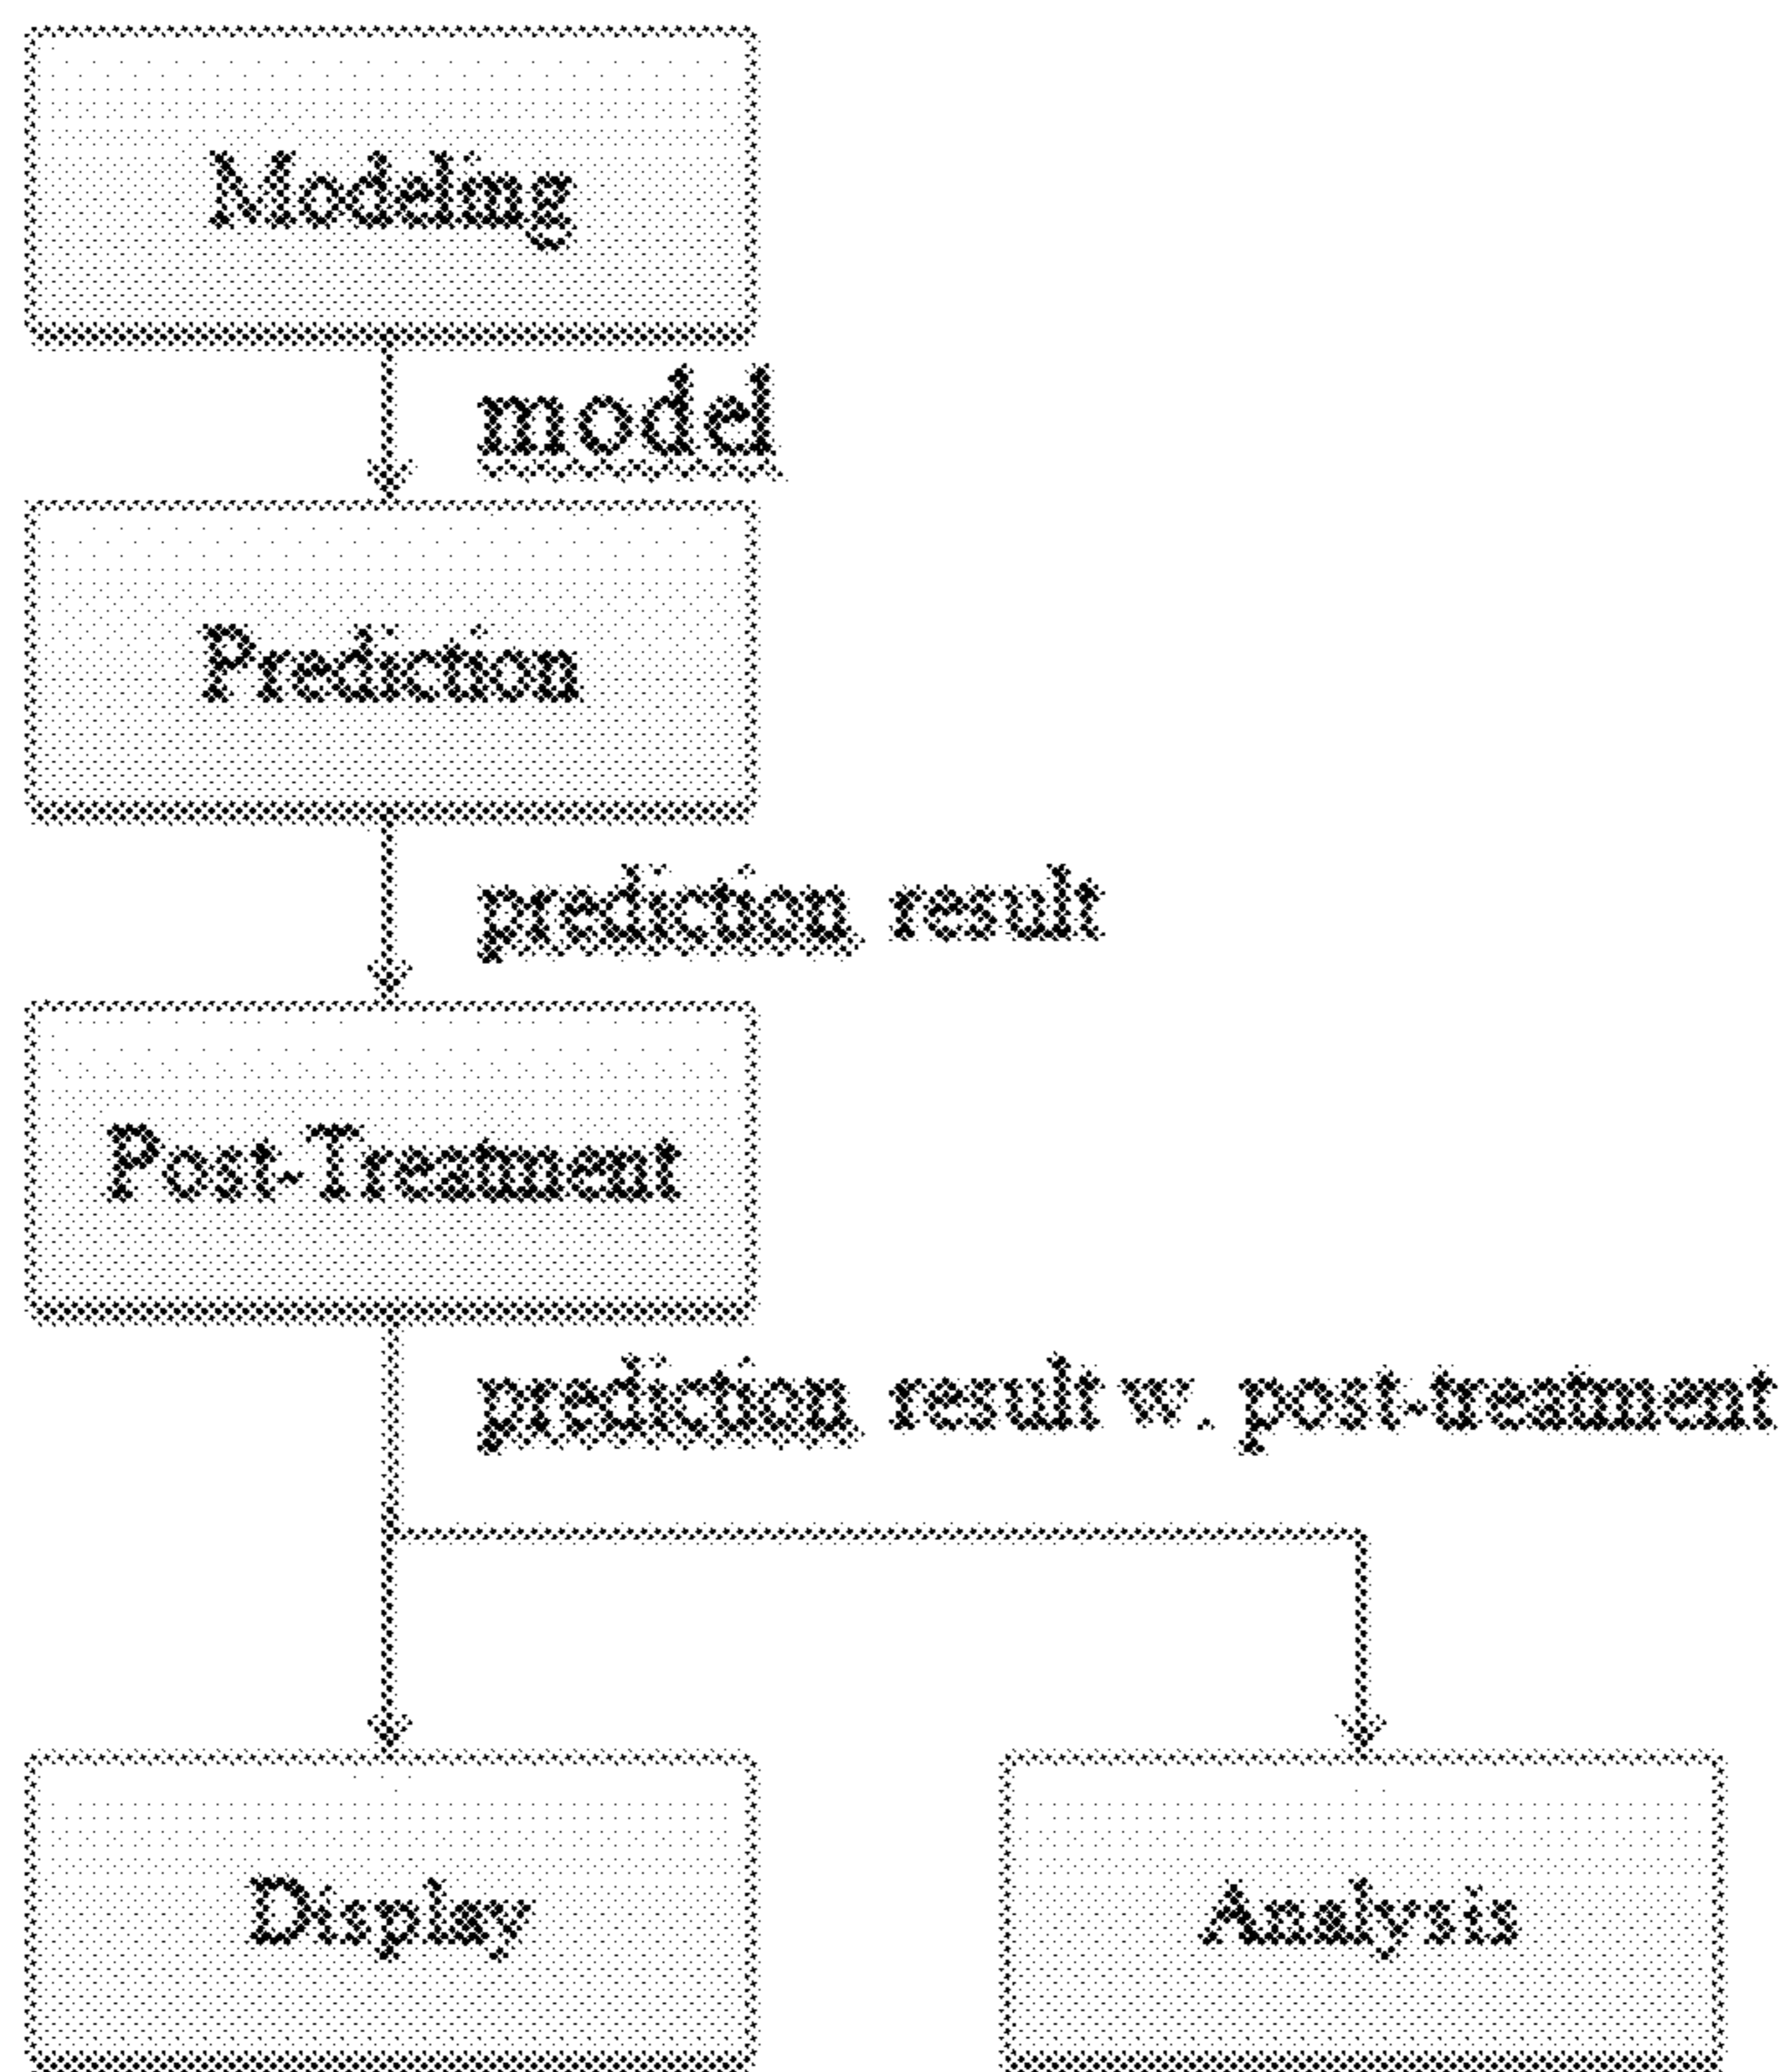 Modeling
model
Prediction
prediction result
Post-Treatment
prediction result w. post-treatment
Display
Analysis